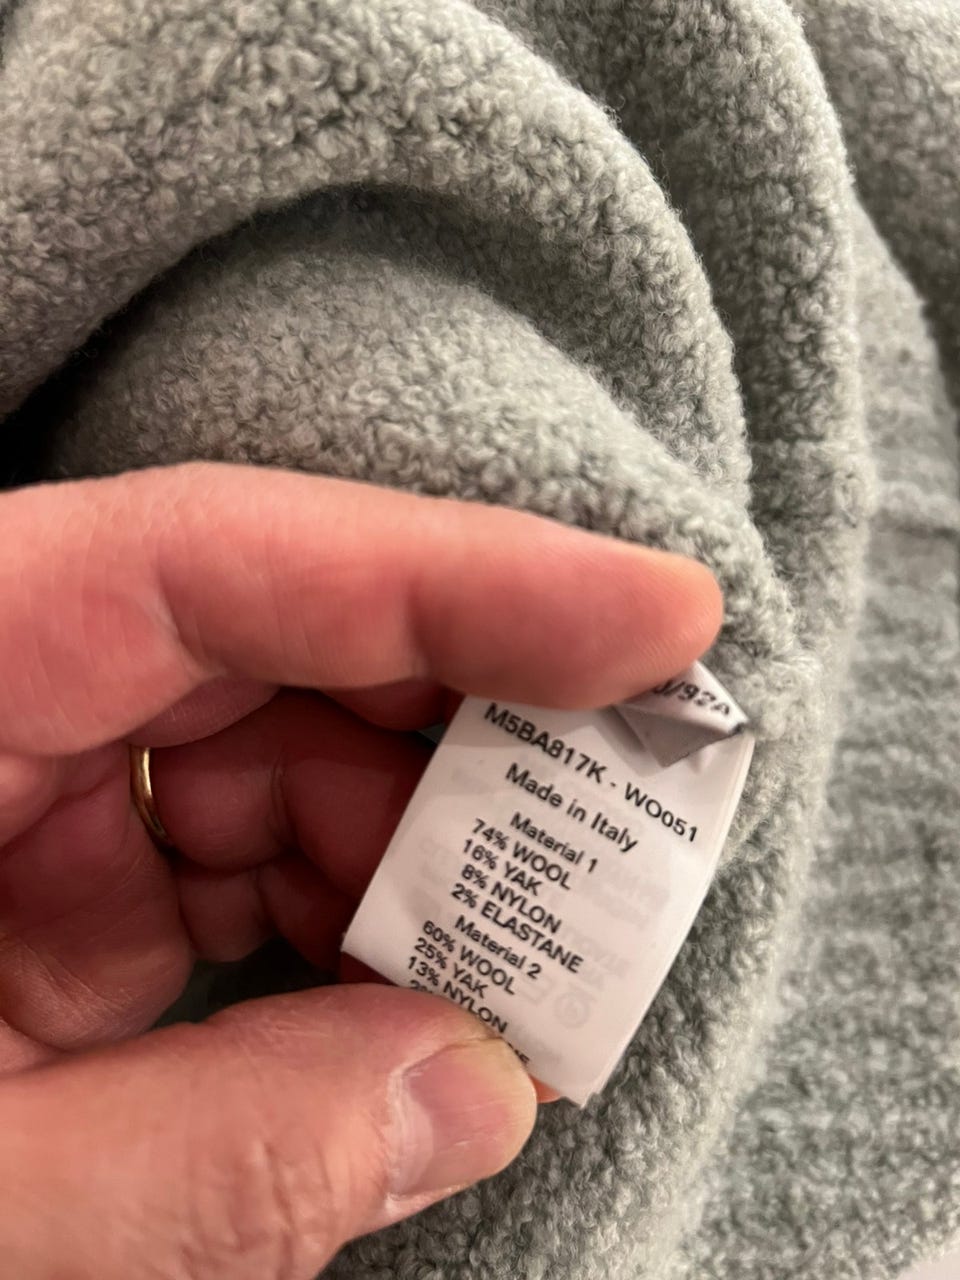 M5BA817K - WO051
Made in Italy
Material 1
74% WOOL
16% YAK
8% NYLON
2% ELASTANE
Material 2
60% WOOL
25% YAK
13% NYLON